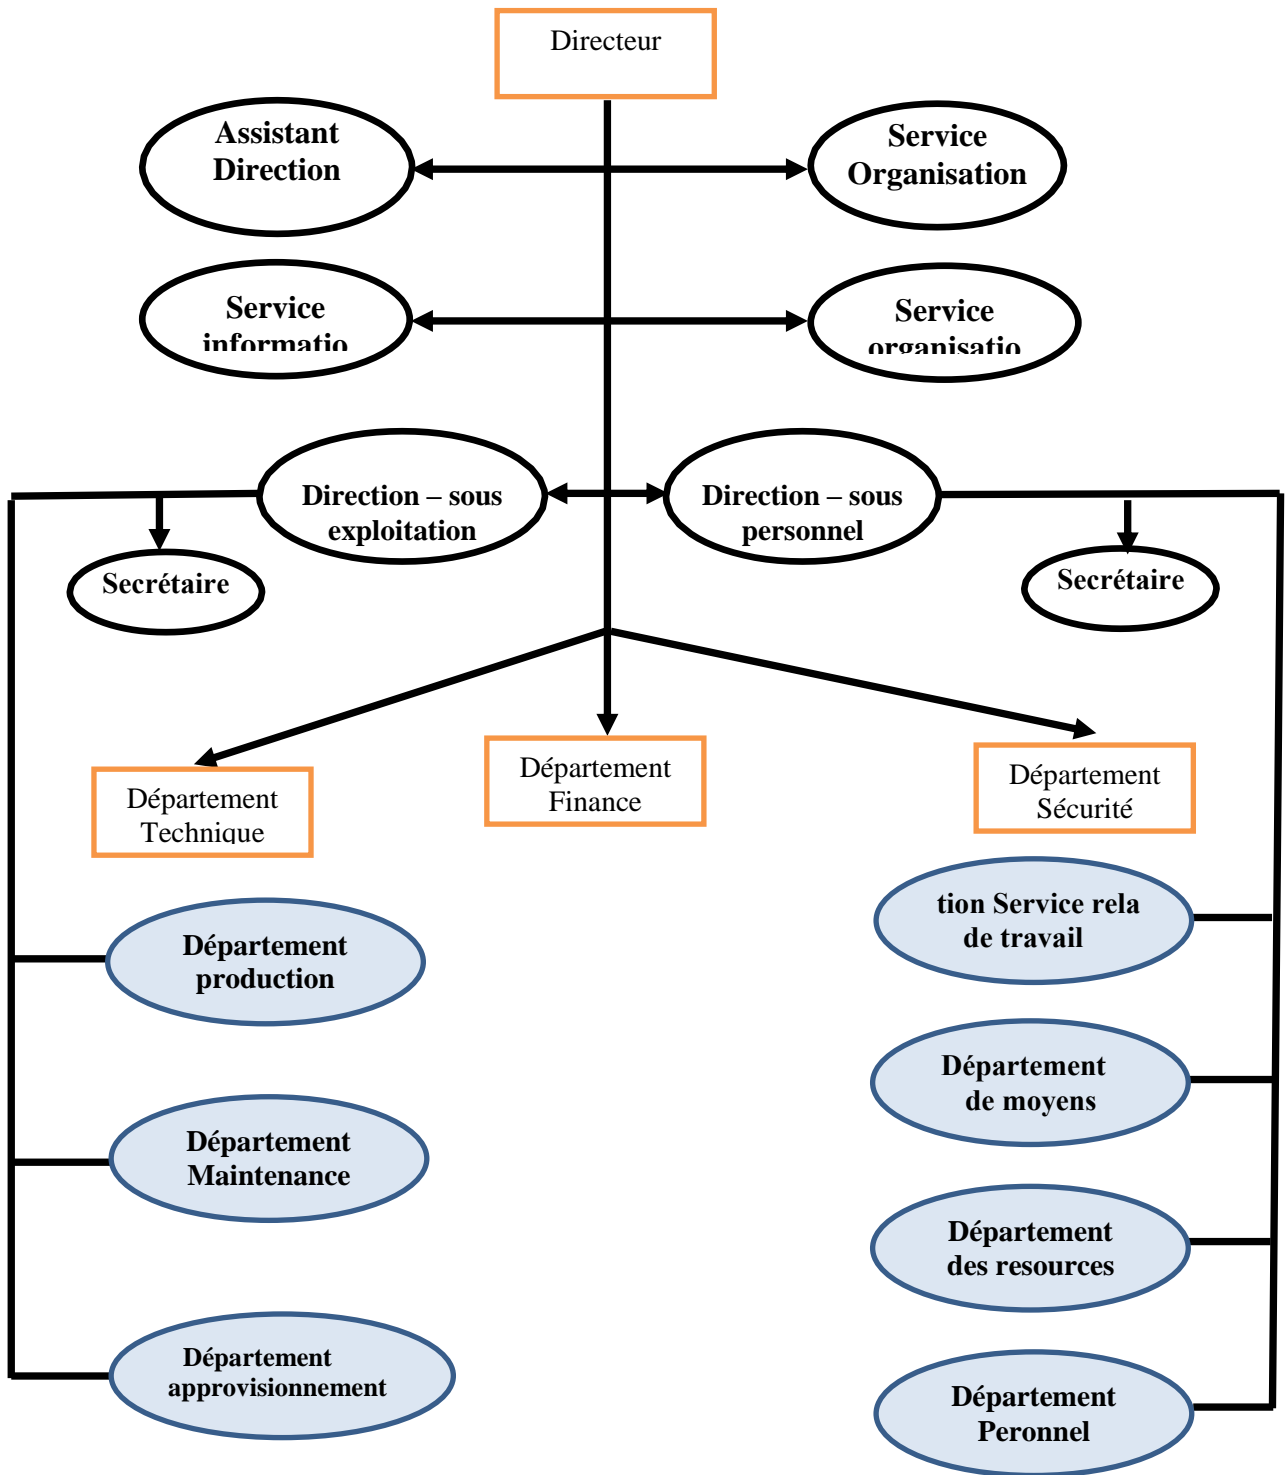 Directeur
Assistant
Direction
Service
Organisation
Service
informatio
Service
organisatio
Direction – sous
exploitation
Direction – sous
personnel
Secrétaire
Secrétaire
Département
Technique
Département
Finance
Département
Sécurité
tion Service rela
de travail
Département
production
Département
de moyens
Département
Maintenance
Département
des resources
Département
approvisionnement
Département
Peronnel